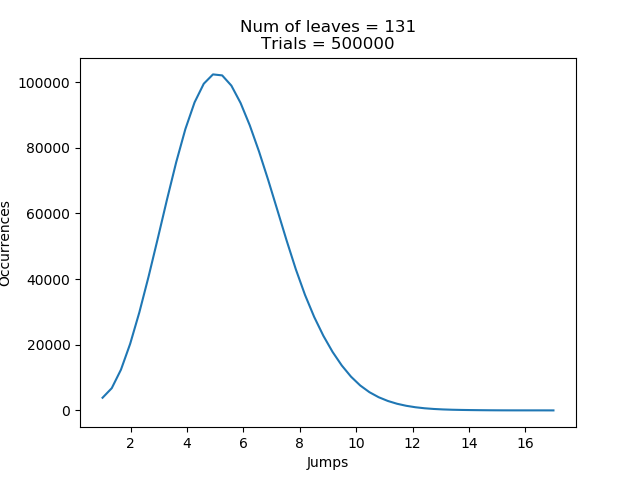 Num of leaves = 131
Trials = 500000
100000
80000
60000
40000
20000
0
Occurrences
2 4 6 8 10 12 14 16
Jumps